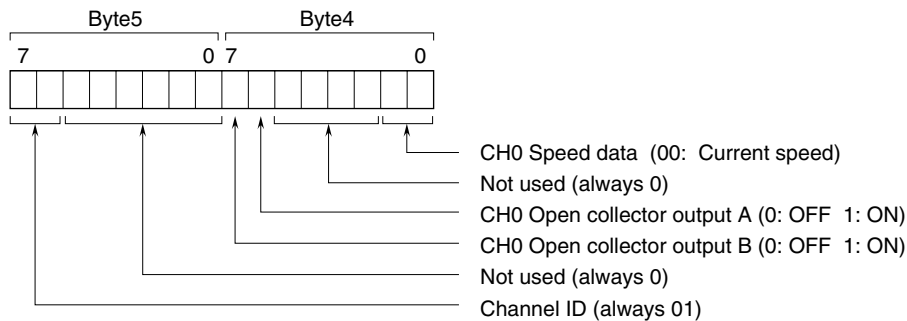 Byte5 Byte4
7 0 7 0
CH0 Speed data (00: Current speed)
Not used (always 0)
CH0 Open collector output A (0: OFF 1: ON)
CH0 Open collector output B (0: OFF 1: ON)
Not used (always 0)
Channel ID (always 01)